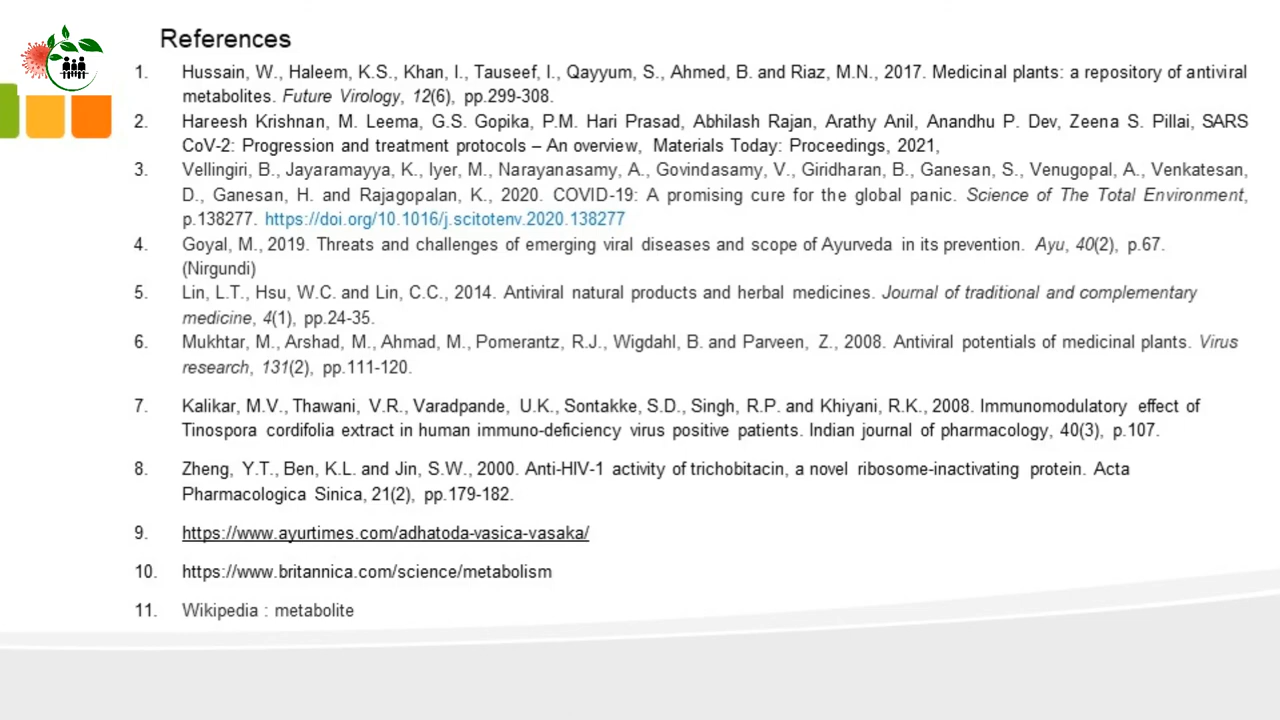 References
1. Hussain, W., Haleem, K.S., Khan, I., Tauseef, I., Qayyum, S., Ahmed, B. and Riaz, M.N., 2017. Medicinal plants: a repository of antiviral
metabolites. Future Virology, 12(6), pp.299-308.
2. Hareesh Krishnan, M. Leema, G.S. Gopika, P.M. Hari Prasad, Abhilash Rajan, Arathy Anil, Anandhu P. Dev, Zeena S. Pillai, SARS
CoV-2: Progression and treatment protocols – An overview, Materials Today: Proceedings, 2021,
3. Vellingiri, B., Jayaramayya, K., Iyer, M., Narayanasamy, A., Govindasamy, V., Giridharan, B., Ganesan, S., Venugopal, A., Venkatesan,
D., Ganesan, H. and Rajagopalan, K., 2020. COVID-19: A promising cure for the global panic. Science of The Total Environment,
p.138277. https://doi.org/10.1016/j.scitotenv.2020.138277
4. Goyal, M., 2019. Threats and challenges of emerging viral diseases and scope of Ayurveda in its prevention. Ayu, 40(2), p.67.
(Nirgundi)
5. Lin, L.T., Hsu, W.C. and Lin, C.C., 2014. Antiviral natural products and herbal medicines. Journal of traditional and complementary
medicine, 4(1), pp.24-35.
6. Mukhtar, M., Arshad, M., Ahmad, M., Pomerantz, R.J., Wigdahl, B. and Parveen, Z., 2008. Antiviral potentials of medicinal plants. Virus
research, 131(2), pp.111-120.
7. Kalikar, M.V., Thawani, V.R., Varadpande, U.K., Sontakke, S.D., Singh, R.P. and Khiyani, R.K., 2008. Immunomodulatory effect of
Tinospora cordifolia extract in human immuno-deficiency virus positive patients. Indian journal of pharmacology, 40(3), p.107.
8. Zheng, Y.T., Ben, K.L. and Jin, S.W., 2000. Anti-HIV-1 activity of trichobitacin, a novel ribosome-inactivating protein. Acta
Pharmacologica Sinica, 21(2), pp.179-182.
9. https://www.ayurtimes.com/adhatoda-vasica-vasaka/
10. https://www.britannica.com/science/metabolism
11. Wikipedia : metabolite